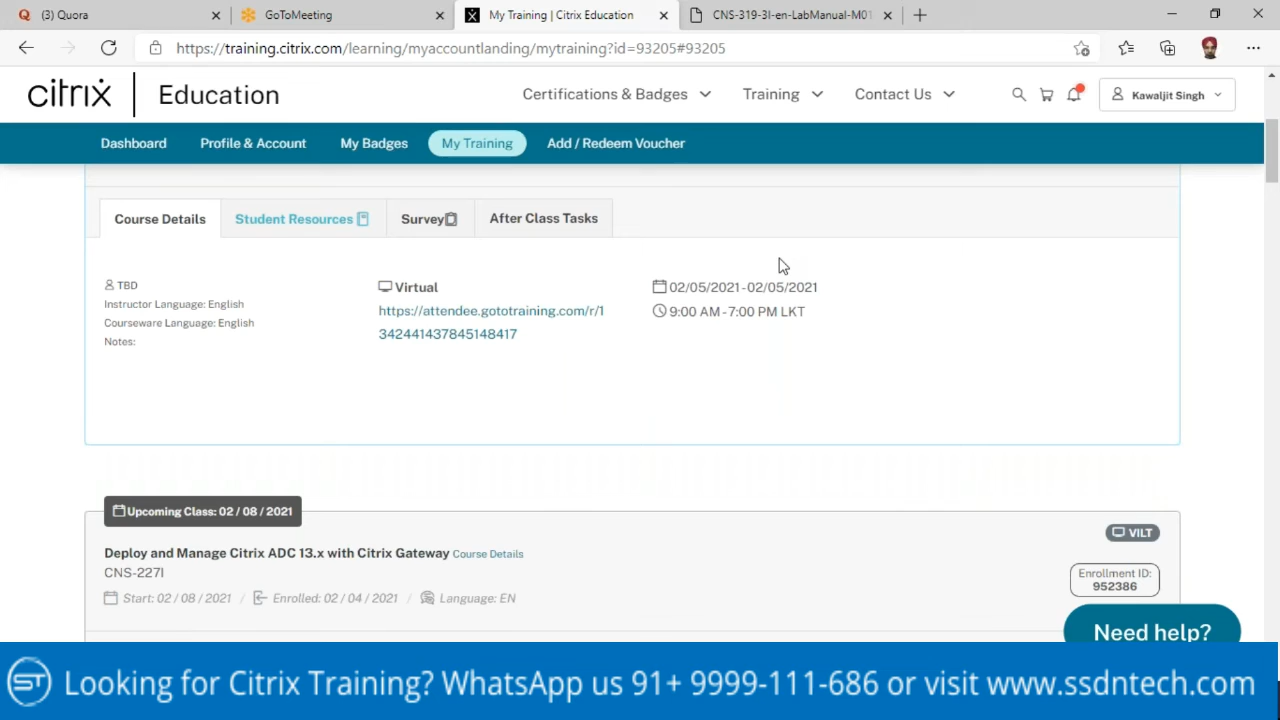 (3) Quora
GoToMeeting
My Training | Citrix Education
CNS-319-3I-en-LabManual-M01
https://training.citrix.com/learning/myaccountlanding/mytraining?id=93205#93205
citrix Education
Certifications & Badges
Training
Contact Us
Kawaljit Singh
Dashboard
Profile & Account
My Badges
My Training
Add / Redeem Voucher
Course Details
Student Resources
Survey
After Class Tasks
TBD
Instructor Language: English
Courseware Language: English
Notes:
Virtual
https://attendee.gototraining.com/r/1
342441437845148417
02/05/2021 - 02/05/2021
9:00 AM - 7:00 PM LKT
Upcoming Class: 02 / 08 / 2021
VILT
Deploy and Manage Citrix ADC 13.x with Citrix Gateway Course Details
CNS-227I
Enrollment ID:
952386
Start: 02 / 08 / 2021 / Enrolled: 02 / 04 / 2021 / Language: EN
Need help?
ST Looking for Citrix Training? WhatsApp us 91+ 9999-111-686 or visit www.ssdntech.com